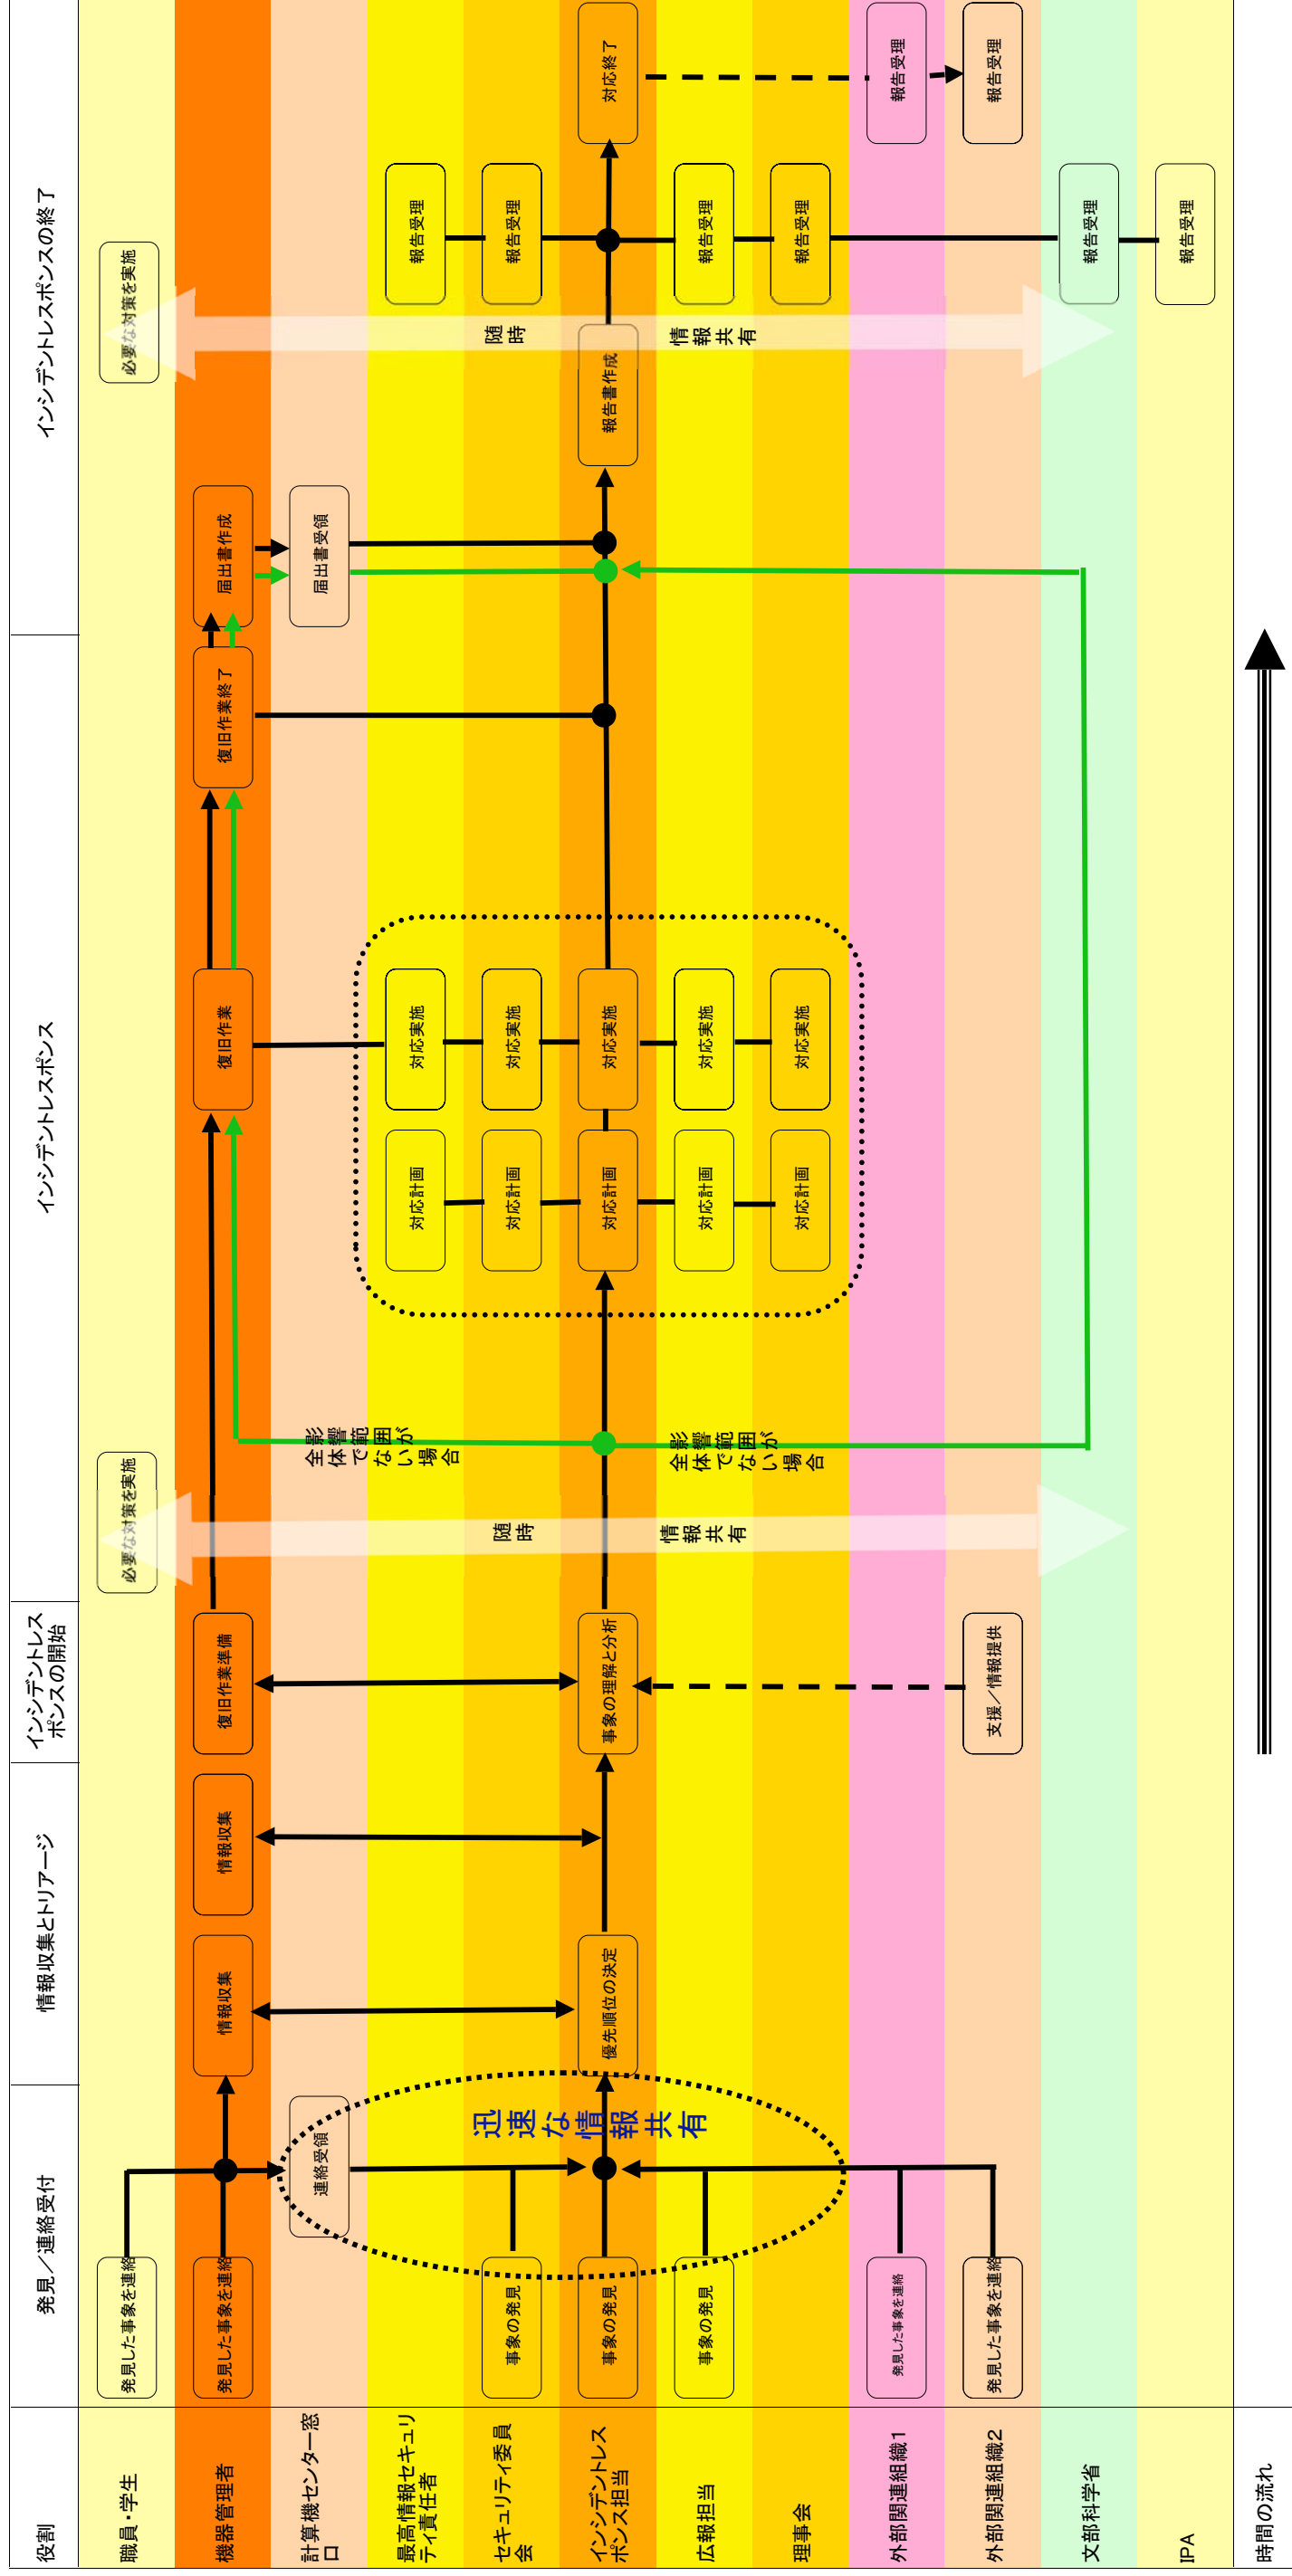 役割
発見／連絡受付
情報収集とトリアージ
インシデントレス
ポンスの開始
インシデントレスポンス
インシデントレスポンスの終了
職員・学生
発見した事象を連絡
必要な対策を実施
必要な対策を実施
機器管理者
発見した事象を連絡
情報収集
情報収集
復旧作業準備
復旧作業
復旧作業終了
届出書作成
計算機センター窓
口
連絡受領
届出書受領
最高情報セキュリ
ティ責任者
対応計画
対応実施
報告受理
セキュリティ委員
会
事象の発見
対応計画
対応実施
報告受理
インシデントレス
ポンス担当
事象の発見
優先順位の決定
事象の理解と分析
対応計画
対応実施
報告書作成
対応終了
広報担当
事象の発見
対応計画
対応実施
報告受理
理事会
対応計画
対応実施
報告受理
外部関連組織１
発見した事象を連絡
報告受理
外部関連組織２
発見した事象を連絡
支援／情報提供
報告受理
文部科学省
報告受理
IPA
報告受理
時間の流れ
迅速な情報共有
随時
情報共有
影響範囲が
全体でない場合
影響範囲が
全体でない場合
随時
情報共有